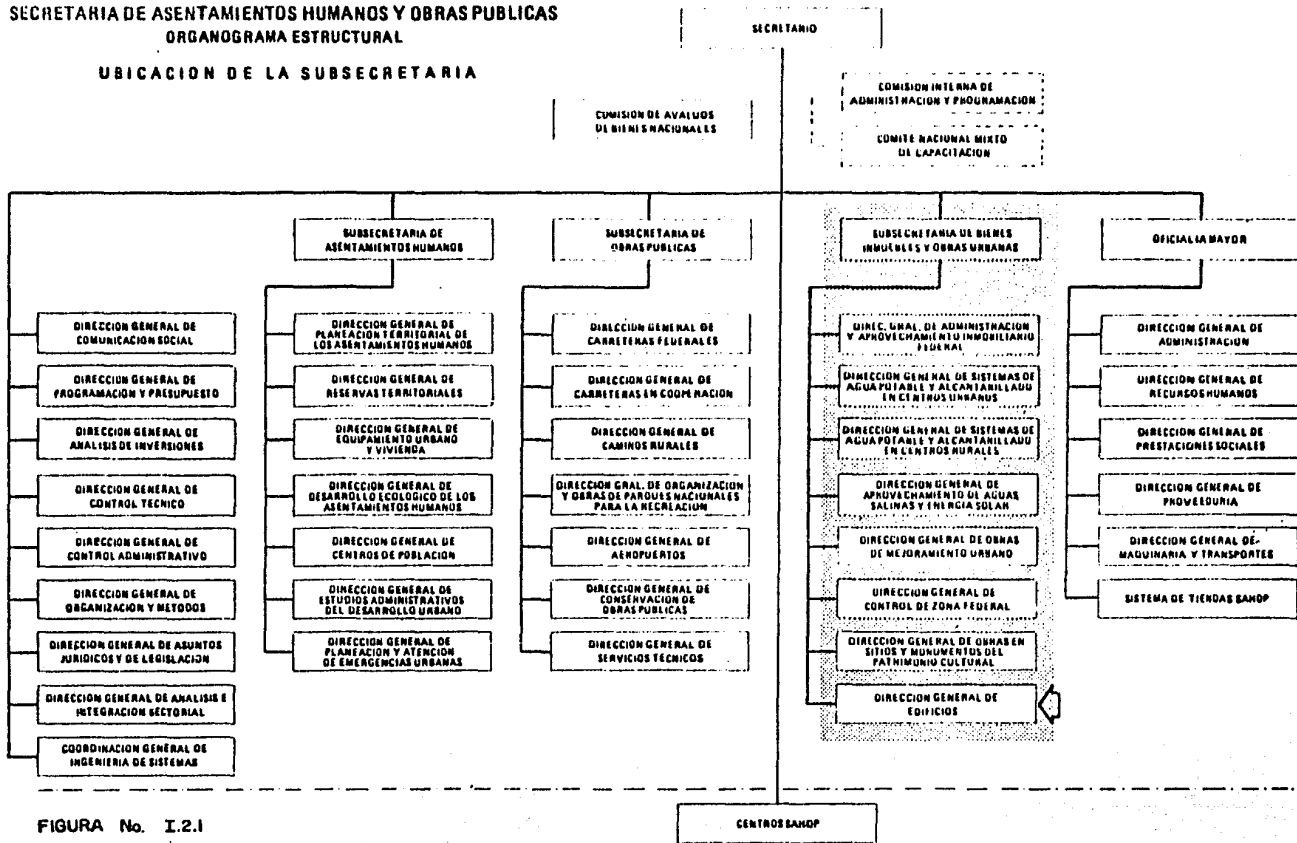 SECRETARIA DE ASENTAMIENTOS HUMANOS Y OBRAS PUBLICAS
ORGANOGRAMA ESTRUCTURAL
UBICACION DE LA SUBSECRETARIA
SECRETARIO
COMISION DE AVALUOS
DE BIENES NACIONALES
COMISION INTERNA DE
ADMINISTRACION Y PROGRAMACION
COMITE NACIONAL MIXTO
DE CAPACITACION
SUBSECRETARIA DE
ASENTAMIENTOS HUMANOS
SUBSECRETARIA DE
OBRAS PUBLICAS
SUBSECRETARIA DE BIENES
INMUEBLES Y OBRAS URBANAS
OFICIALIA MAYOR
DIRECCION GENERAL DE
COMUNICACION SOCIAL
DIRECCION GENERAL DE
PROGRAMACION Y PRESUPUESTO
DIRECCION GENERAL DE
ANALISIS DE INVERSIONES
DIRECCION GENERAL DE
CONTROL TECNICO
DIRECCION GENERAL DE
CONTROL ADMINISTRATIVO
DIRECCION GENERAL DE
ORGANIZACION Y METODOS
DIRECCION GENERAL DE ASUNTOS
JURIDICOS Y DE LEGISLACION
DIRECCION GENERAL DE ANALISIS E
INTEGRACION SECTORIAL
COORDINACION GENERAL DE
INGENIERIA DE SISTEMAS
DIRECCION GENERAL DE
PLANEACION TERRITORIAL DE
LOS ASENTAMIENTOS HUMANOS
DIRECCION GENERAL DE
RESERVAS TERRITORIALES
DIRECCION GENERAL DE
EQUIPAMIENTO URBANO
Y VIVIENDA
DIRECCION GENERAL DE
DESARROLLO ECOLOGICO DE LOS
ASENTAMIENTOS HUMANOS
DIRECCION GENERAL DE
CENTROS DE POBLACION
DIRECCION GENERAL DE
ESTUDIOS ADMINISTRATIVOS
DEL DESARROLLO URBANO
DIRECCION GENERAL DE
PLANEACION Y ATENCION
DE EMERGENCIAS URBANAS
DIRECCION GENERAL DE
CARRETERAS FEDERALES
DIRECCION GENERAL DE
CARRETERAS EN COOPERACION
DIRECCION GENERAL DE
CAMINOS RURALES
DIRECCION GRAL. DE ORGANIZACION
Y OBRAS DE PARQUES NACIONALES
PARA LA RECREACION
DIRECCION GENERAL DE
AEROPUERTOS
DIRECCION GENERAL DE
CONSERVACION DE
OBRAS PUBLICAS
DIRECCION GENERAL DE
SERVICIOS TECNICOS
DIREC. GRAL. DE ADMINISTRACION
Y APROVECHAMIENTO INMOBILIARIO
FEDERAL
DIRECCION GENERAL DE SISTEMAS DE
AGUA POTABLE Y ALCANTARILLADO
EN CENTROS URBANOS
DIRECCION GENERAL DE SISTEMAS DE
AGUA POTABLE Y ALCANTARILLADO
EN CENTROS RURALES
DIRECCION GENERAL DE
APROVECHAMIENTO DE AGUAS
SALINAS Y ENERGIA SOLAR
DIRECCION GENERAL DE OBRAS
DE MEJORAMIENTO URBANO
DIRECCION GENERAL DE
CONTROL DE ZONA FEDERAL
DIRECCION GENERAL DE OBRAS EN
SITIOS Y MONUMENTOS DEL
PATRIMONIO CULTURAL
DIRECCION GENERAL DE
EDIFICIOS
DIRECCION GENERAL DE
ADMINISTRACION
DIRECCION GENERAL DE
RECURSOS HUMANOS
DIRECCION GENERAL DE
PRESTACIONES SOCIALES
DIRECCION GENERAL DE
PROVEEDURIA
DIRECCION GENERAL DE
MAQUINARIA Y TRANSPORTES
SISTEMA DE TIENDAS SAHOP
CENTROS SAHOP
FIGURA No. I.2.1